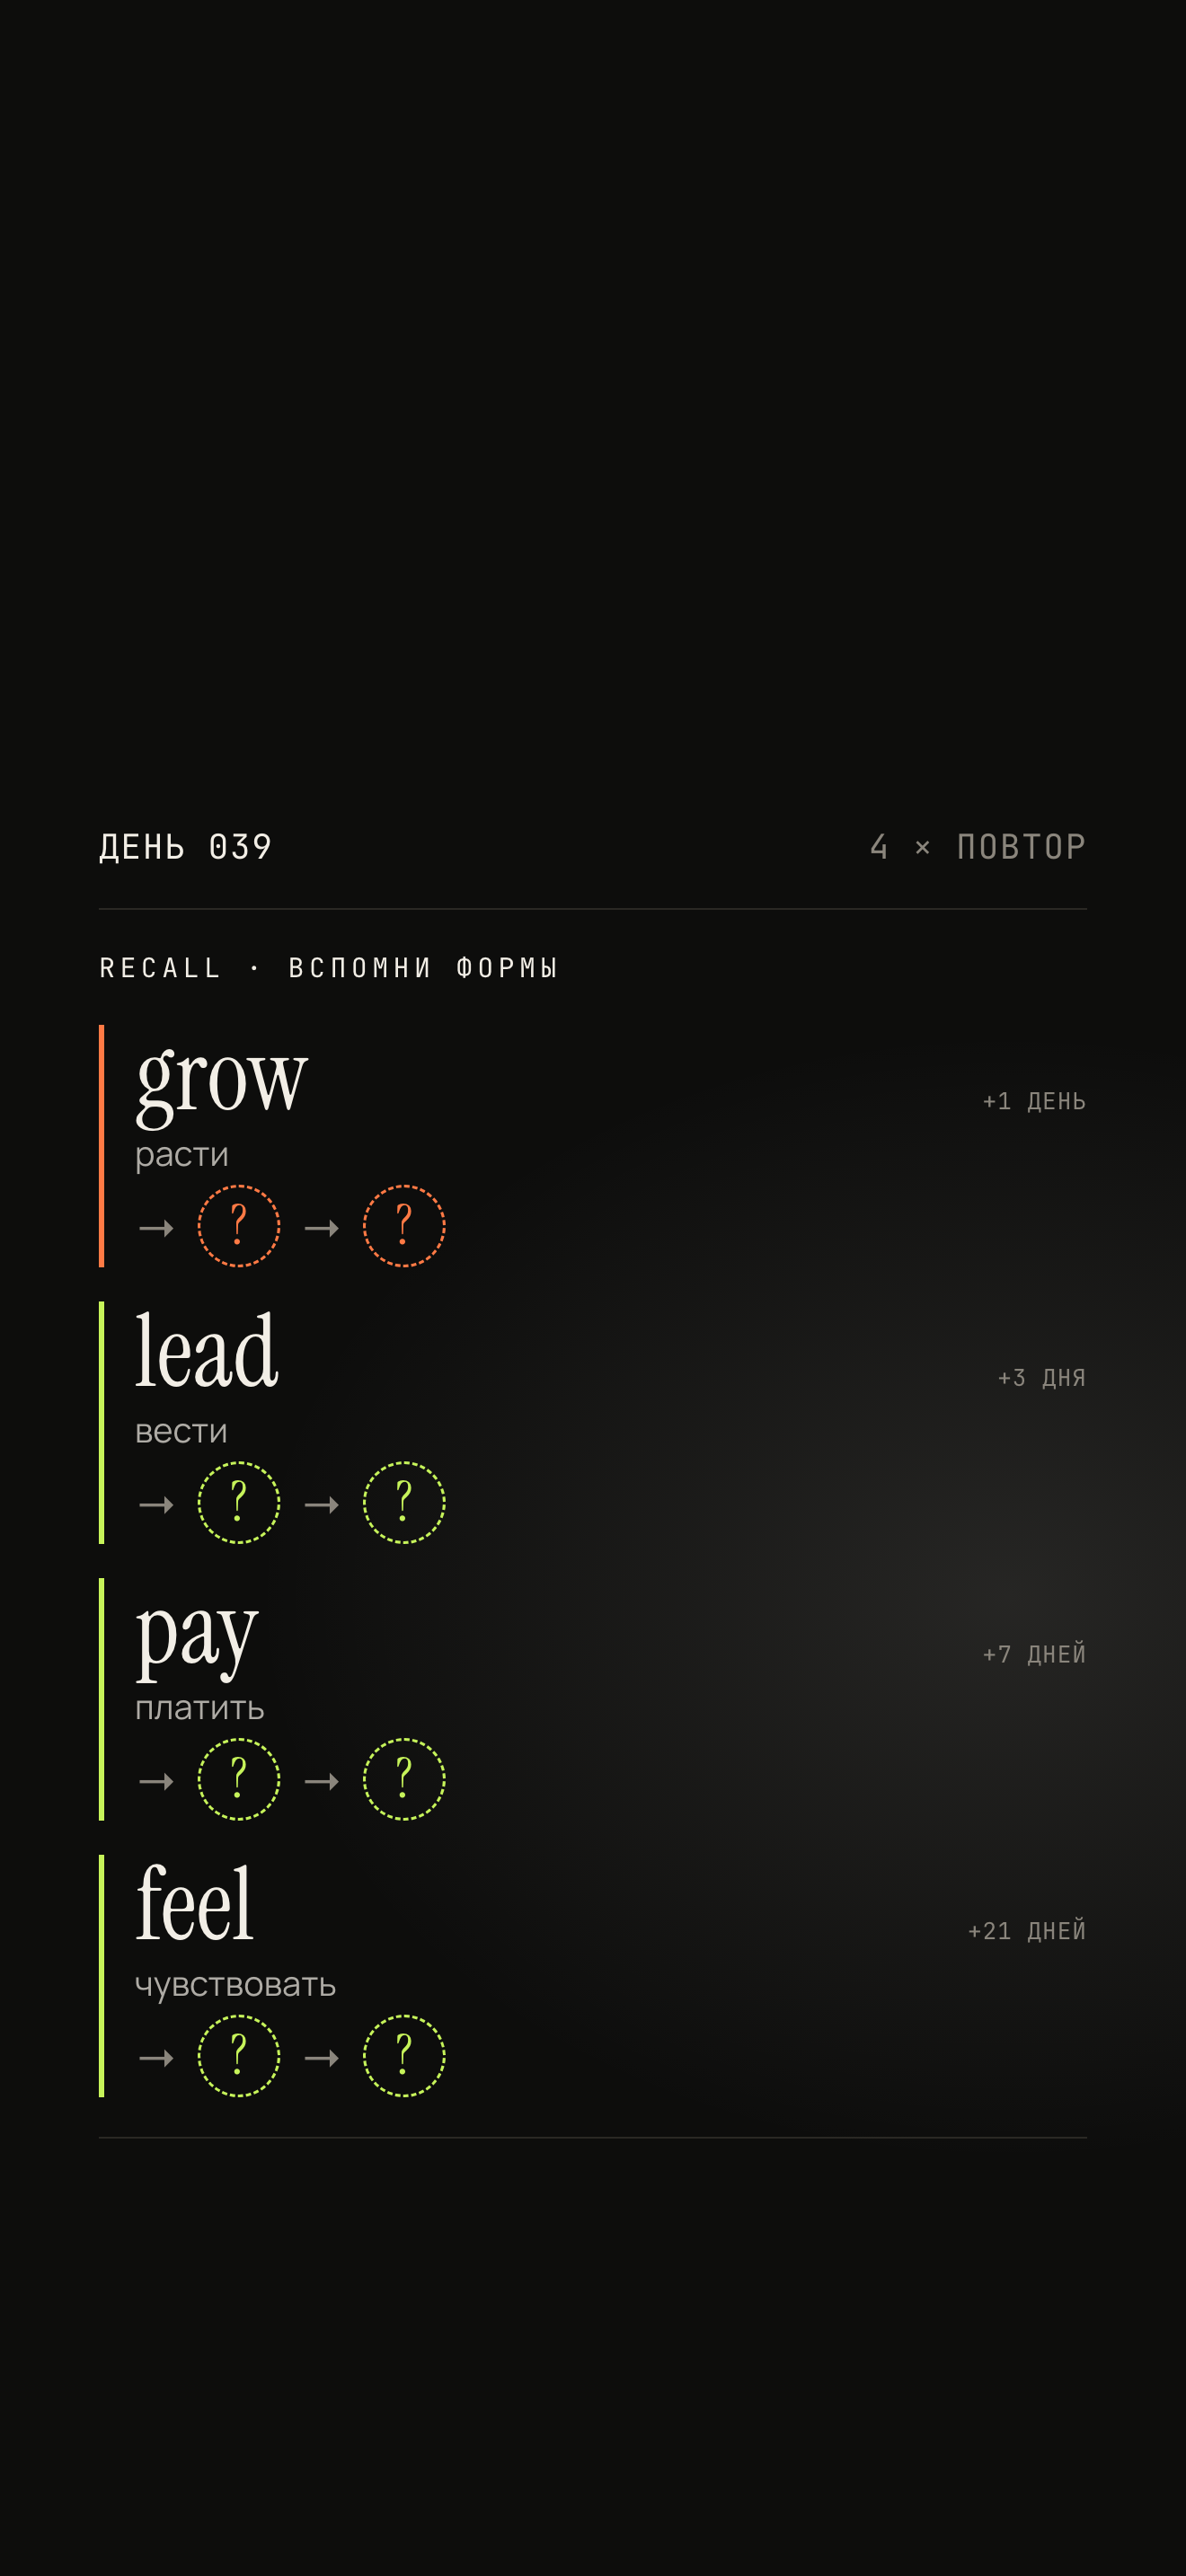 ДЕНЬ 039 4 × ПОВТОР
RECALL · ВСПОМНИ ФОРМЫ
grow
+1 ДЕНЬ
расти
→ ? → ?
lead
+3 ДНЯ
вести
→ ? → ?
pay
+7 ДНЕЙ
платить
→ ? → ?
feel
+21 ДНЕЙ
чувствовать
→ ? → ?